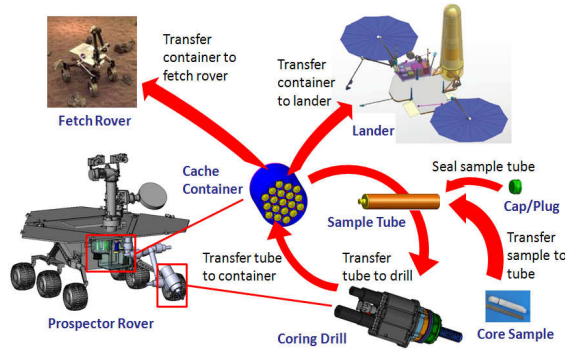 Transfer
container to
fetch rover
Transfer
container
to lander
Fetch Rover
Lander
Cache
Container
Seal sample tube
Cap/Plug
Sample Tube
Transfer tube
to container
Transfer
tube to drill
Transfer
sample to
tube
Prospector Rover
Coring Drill
Core Sample